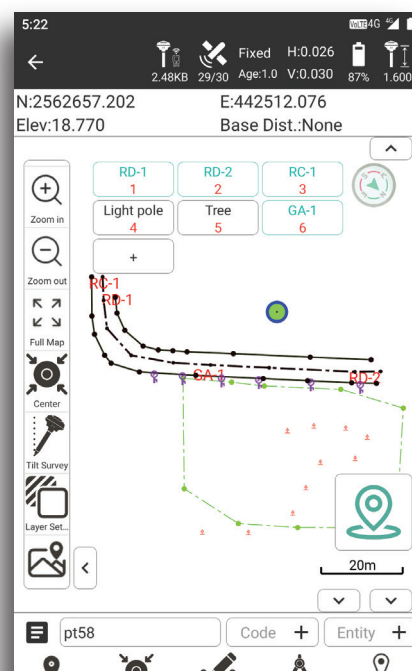 5:22 VoLTE 4G 4G
Fixed H:0.026
2.48KB 29/30 Age:1.0 V:0.030 87% 1.600
N:2562657.202 E:442512.076
Elev:18.770 Base Dist.:None
RD-1 RD-2 RC-1
1 2 3
Light pole Tree GA-1
4 5 6
+
Zoom in
Zoom out
Full Map
Center
Tilt Survey
Layer Set...
RC-1
RD-1
GA-1 RD-2
20m
pt58 Code + Entity +